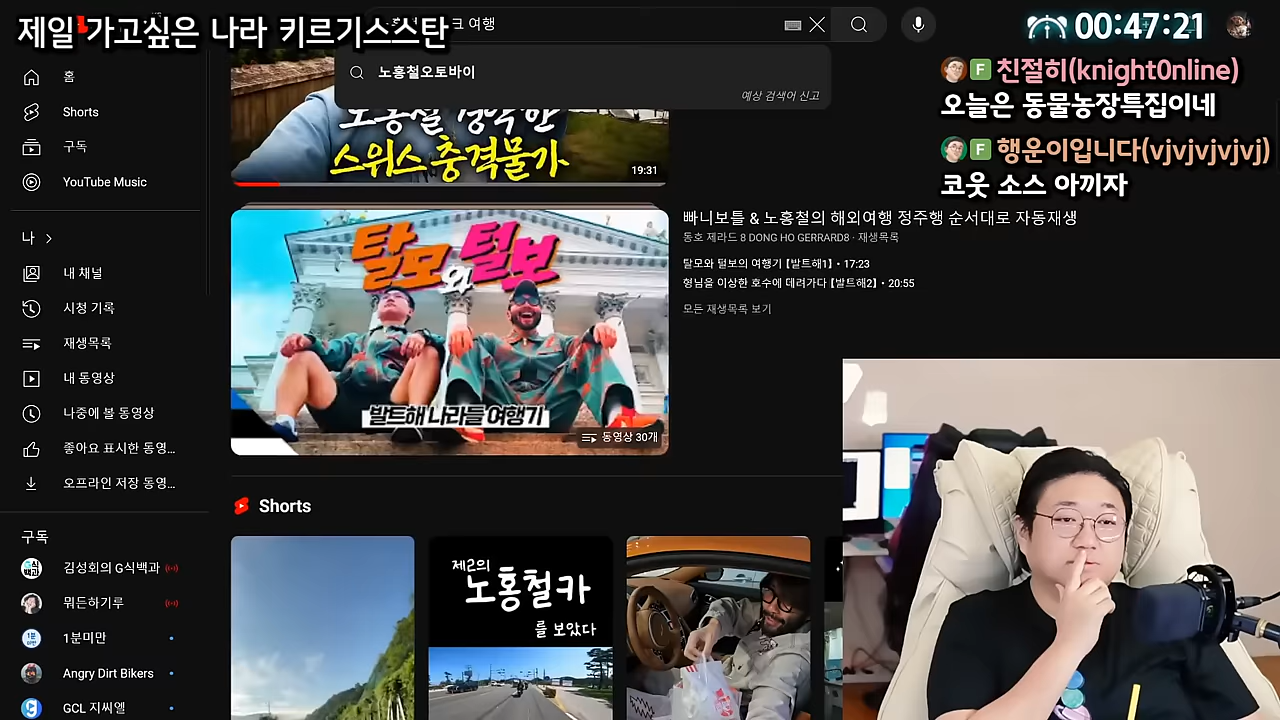 제일 가고싶은 나라 키르기스스탄
크 여행
00:47:21
노홍철오토바이
예상 검색어 신고
홈
Shorts
구독
YouTube Music
나
내 채널
시청 기록
재생목록
내 동영상
나중에 볼 동영상
좋아요 표시한 동영...
오프라인 저장 동영...
구독
김성회의 G식백과
뭐든하기루
1분미만
Angry Dirt Bikers
GCL 지씨엘
스위스 충격물가
19:31
탈모와 털보
발트해 나라들 여행기
동영상 30개
빠니보틀 & 노홍철의 해외여행 정주행 순서대로 자동재생
동호 제라드 8 DONG HO GERRARD8 · 재생목록
탈모와 털보의 여행기 【발트해1】 • 17:23
형님을 이상한 호수에 데려가다 【발트해2】 • 20:55
모든 재생목록 보기
Shorts
제2의
노홍철카
를 보았다
F 친절히(knight0nline)
오늘은 동물농장특집이네
F 행운이입니다(vjvjvjvjvj)
코웃 소스 아끼자